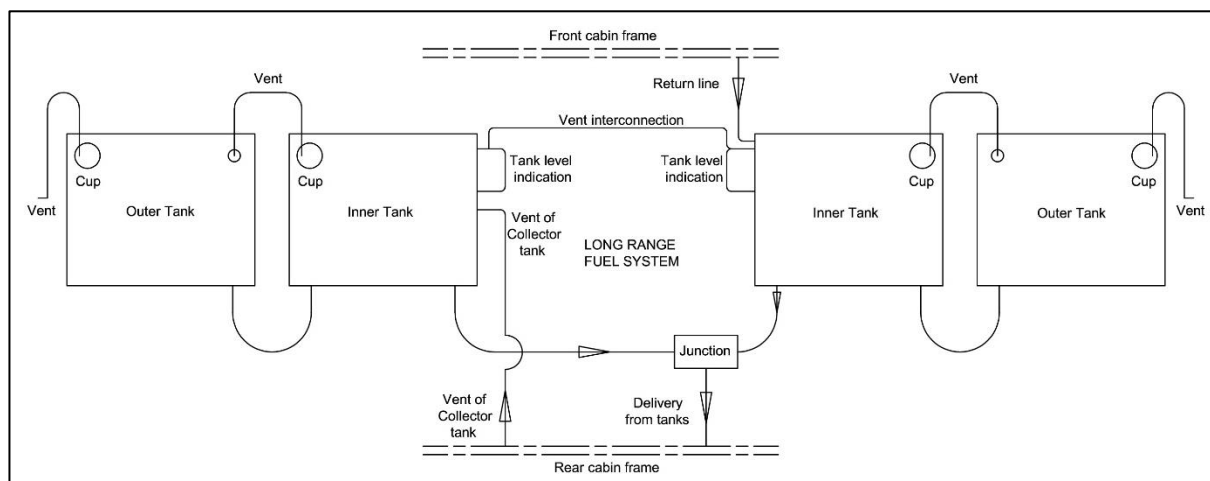 Front cabin frame
Vent
Return line
Vent
Vent interconnection
Cup
Cup
Tank level
indication
Tank level
indication
Cup
Cup
Vent
Outer Tank
Inner Tank
Vent of
Collector
tank
LONG RANGE
FUEL SYSTEM
Inner Tank
Outer Tank
Vent
Junction
Vent of
Collector
tank
Delivery
from tanks
Rear cabin frame